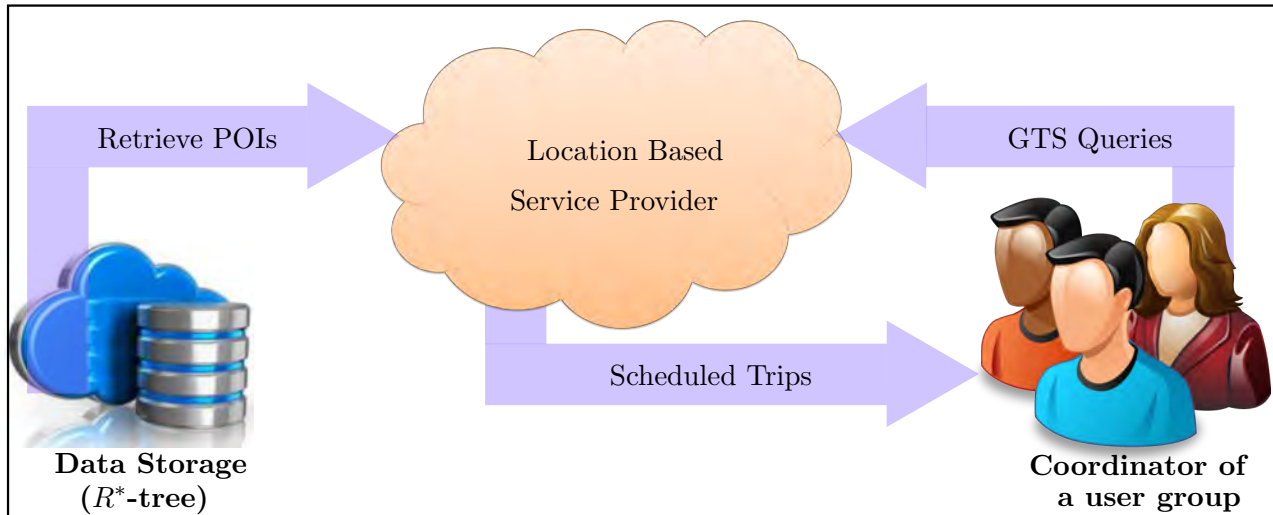 Retrieve POIs
GTS Queries
Location Based
Service Provider
Scheduled Trips
Data Storage
(R*-tree)
Coordinator of
a user group